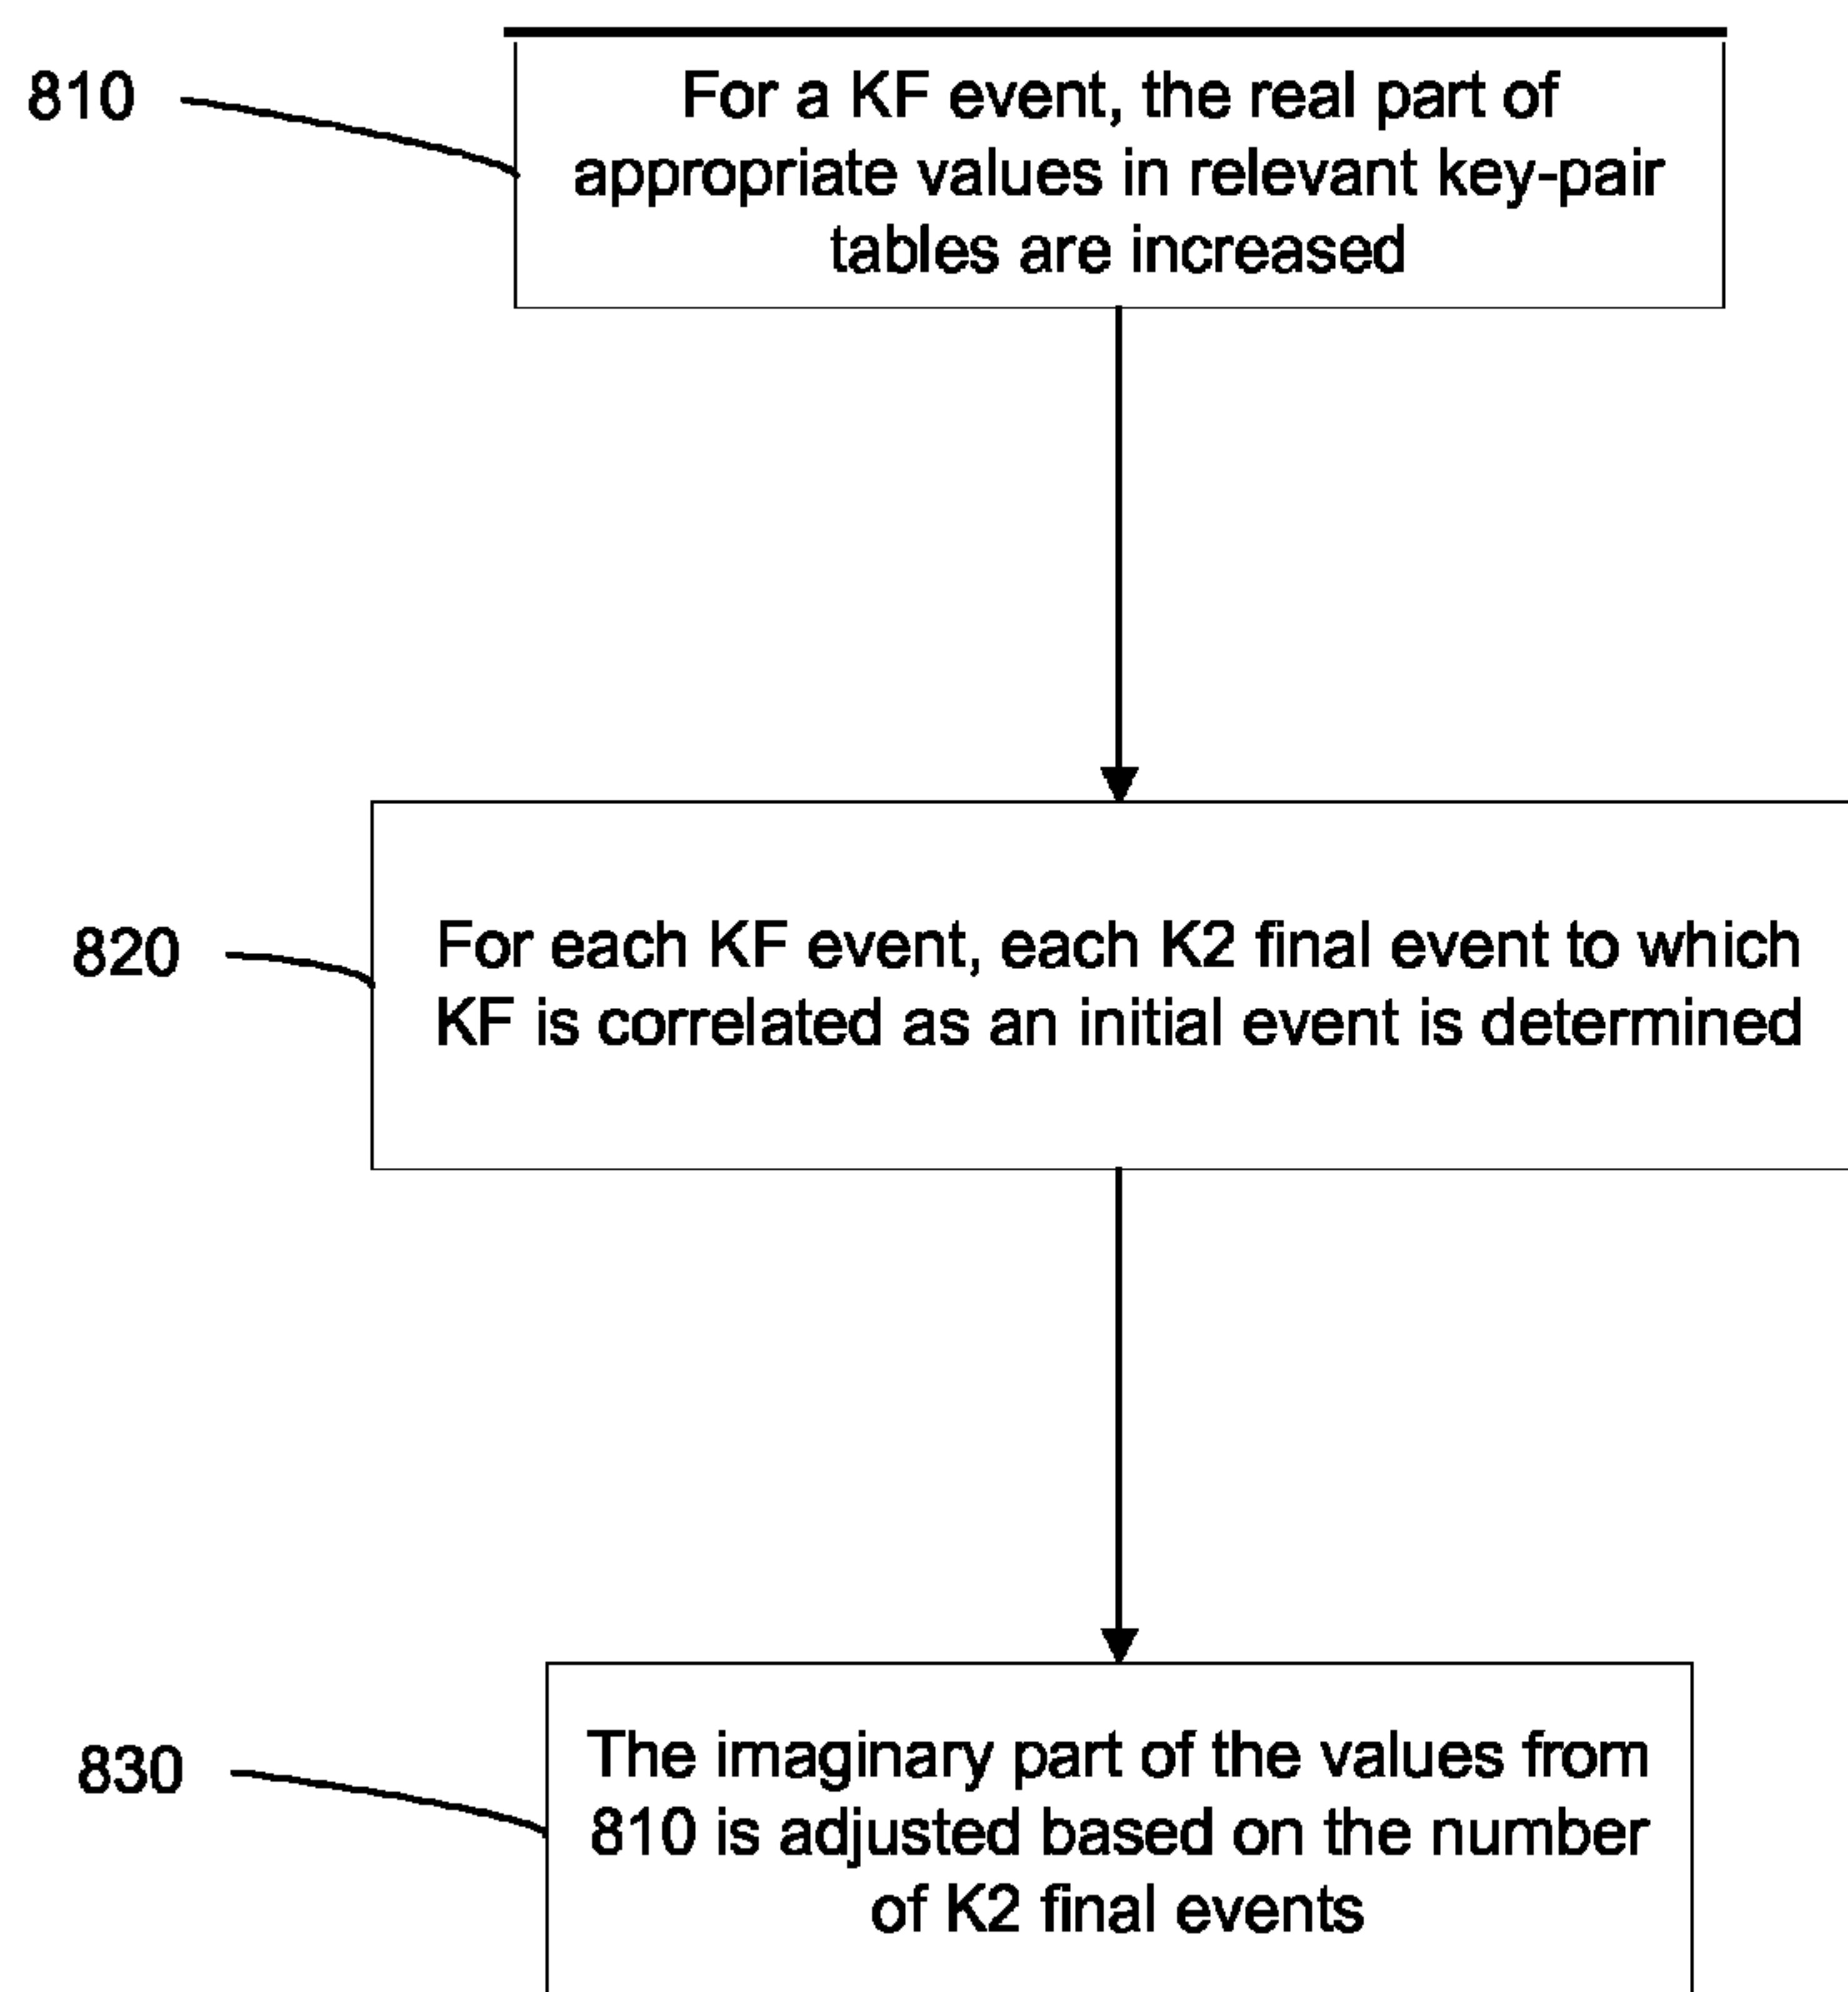 810
For a KF event, the real part of
appropriate values in relevant key-pair
tables are increased
820
For each KF event, each K2 final event to which
KF is correlated as an initial event is determined
830
The imaginary part of the values from
810 is adjusted based on the number
of K2 final events